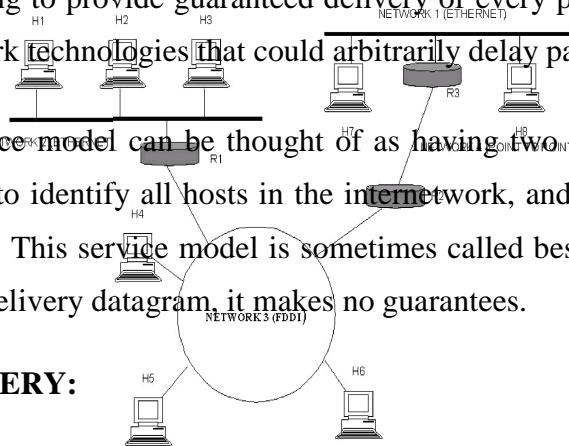 ng to provide guaranteed delivery of every p
NETWORK 1 (ETHERNET)
H1 H2 H3
rk technologies that could arbitrarily delay pa
R3
H7 H8
ce model can be thought of as having two
R1
to identify all hosts in the internetwork, and
H4
This service model is sometimes called bes
elivery datagram, it makes no guarantees.
NETWORK 3 (FDDI)
ERY:
H5 H6